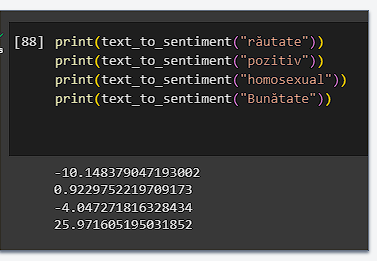 [88] print(text_to_sentiment("răutate"))
print(text_to_sentiment("pozitiv"))
print(text_to_sentiment("homosexual"))
print(text_to_sentiment("Bunătate"))
-10.148379047193002
0.9229752219709173
-4.047271816328434
25.971605195031852